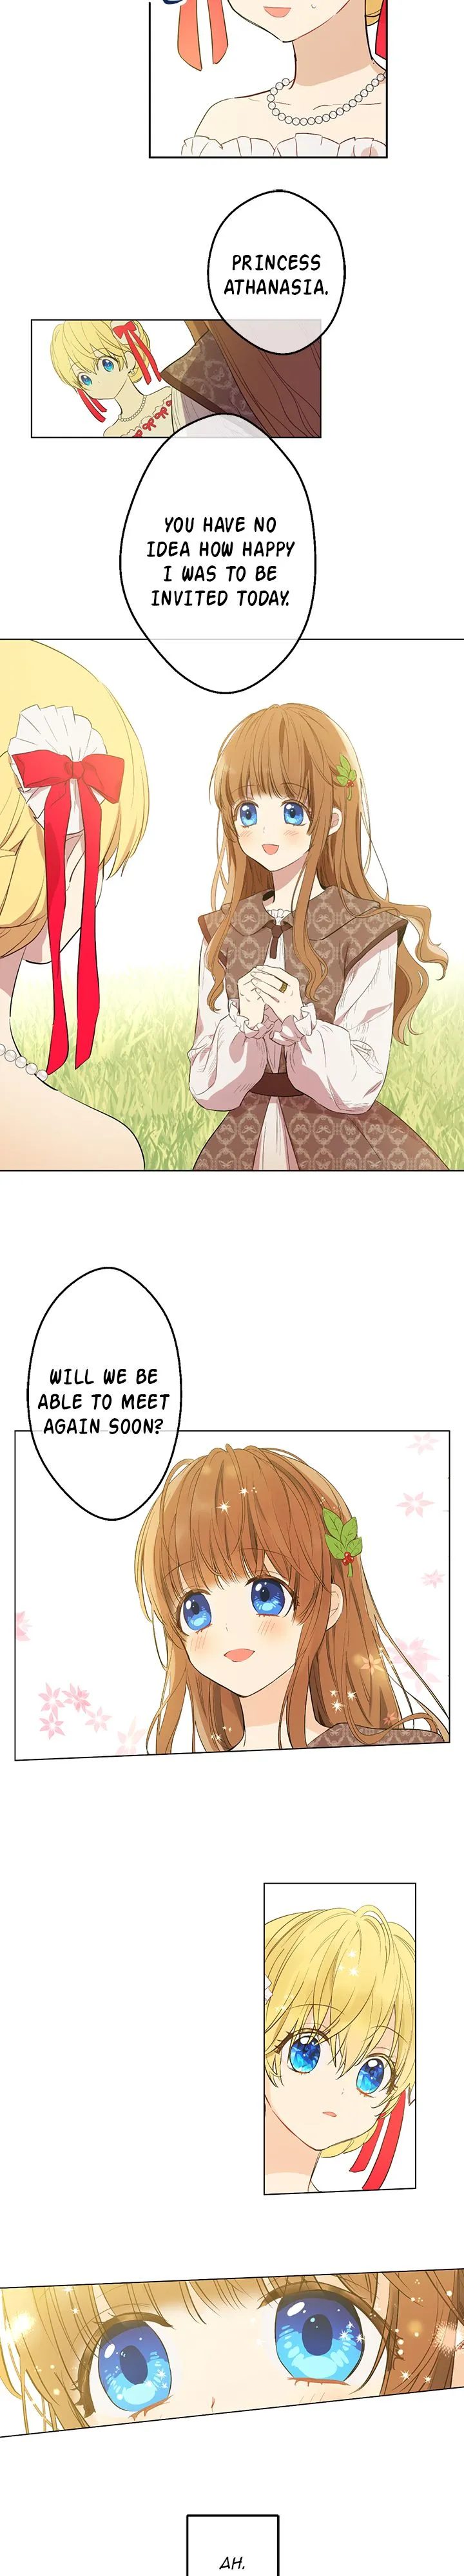 PRINCESS
ATHANASIA.
YOU HAVE NO
IDEA HOW HAPPY
I WAS TO BE
INVITED TODAY.
WILL WE BE
ABLE TO MEET
AGAIN SOON?
AH.